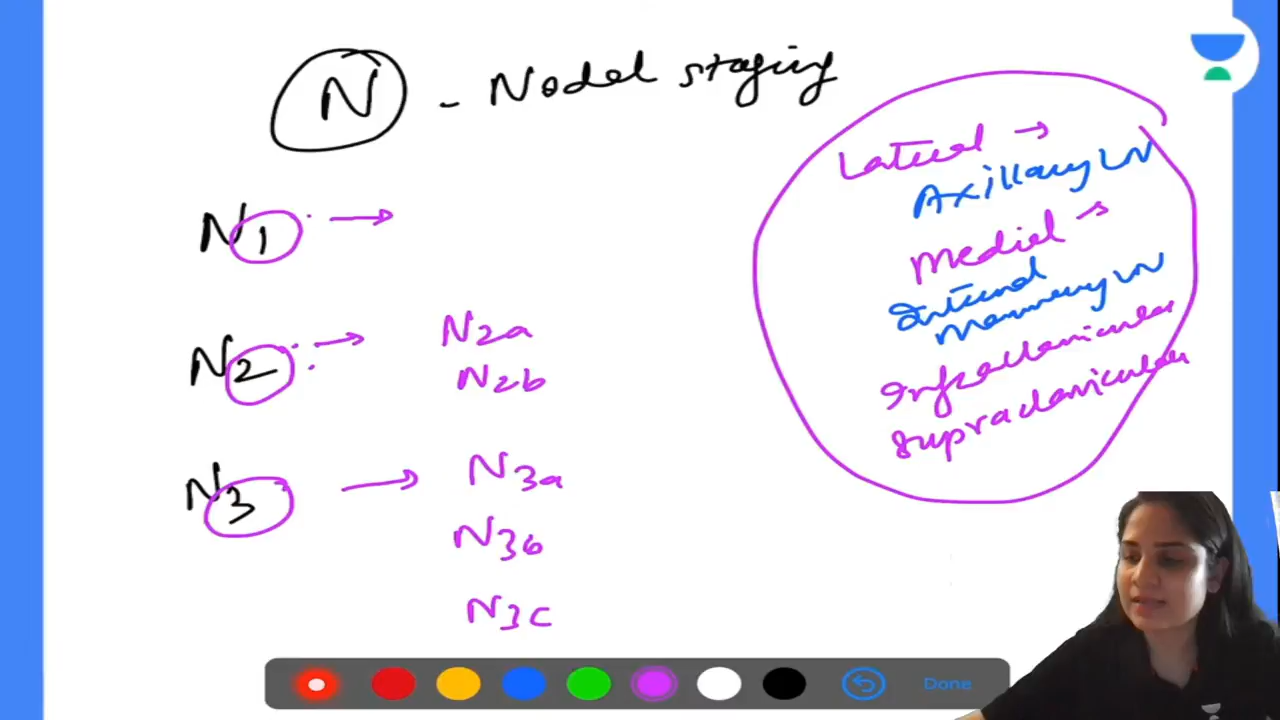 N - Nodal staging
N1 →
N2 → N2a
N2b
N3 → N3a
N3b
N3c
Lateral →
Axillary LN
Medial →
Internal
Mammary LN
Infraclavicular
Supraclavicular
Done